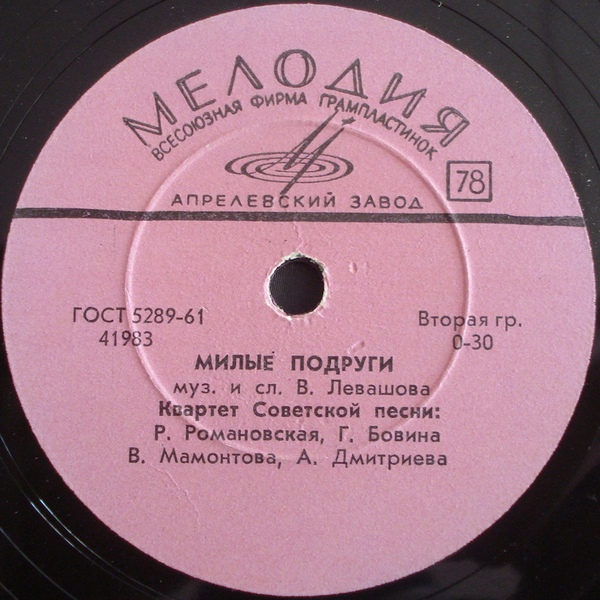 МЕЛОДИЯ
ВСЕСОЮЗНАЯ ФИРМА ГРАМПЛАСТИНОК
78
АПРЕЛЕВСКИЙ ЗАВОД
ГОСТ 5289-61 Вторая гр.
41983 0-30
МИЛЫЕ ПОДРУГИ
муз. и сл. В. Левашова
Квартет Советской песни:
Р. Романовская, Г. Бовина
В. Мамонтова, А. Дмитриева